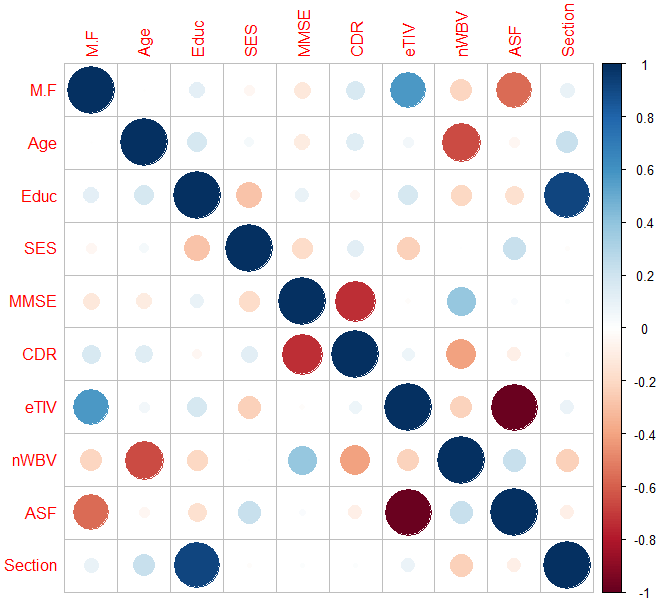 M.F Age Educ SES MMSE CDR eTIV nWBV ASF Section
1
M.F
0.8
Age
0.6
Educ
0.4
SES
0.2
MMSE
0
CDR
-0.2
eTIV
-0.4
nWBV
-0.6
ASF
-0.8
Section
-1